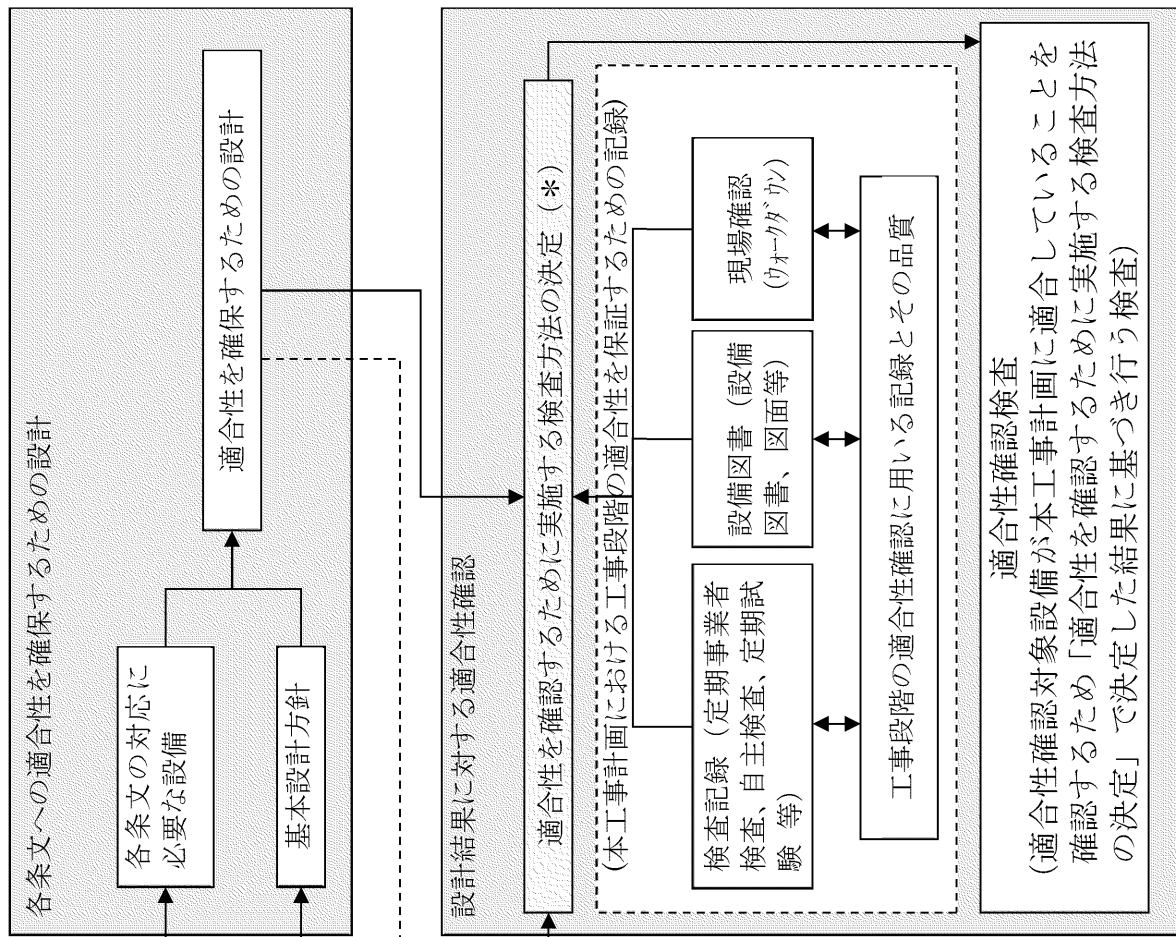 各条文への適合性を確保するための設計
各条文の対応に
必要な設備
基本設計方針
適合性を確保するための設計
設計結果に対する適合性確認
適合性を確認するために実施する検査方法の決定（＊）
(本工事計画における工事段階の適合性を保証するための記録)
検査記録（定期事業者
検査、自主検査、定期試
験 等）
設備図書（設備
図書、図面等）
現場確認
(ｳｫｰｸﾀﾞｳﾝ)
工事段階の適合性確認に用いる記録とその品質
適合性確認検査
(適合性確認対象設備が本工事計画に適合していることを
確認するため「適合性を確認するために実施する検査方法
の決定」で決定した結果に基づき行う検査)